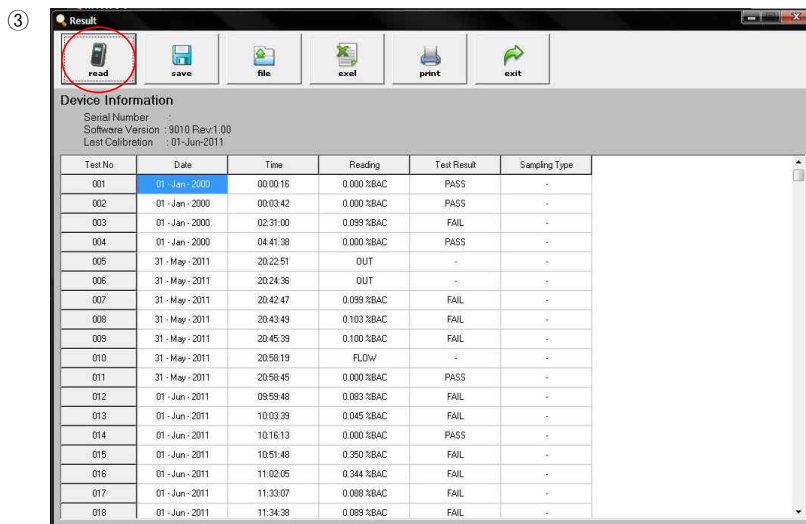 ③
Result
read save file exel print exit
Device Information
Serial Number :
Software Version : 9010 Rev:1.00
Last Calibration : 01-Jun-2011
Test No Date Time Reading Test Result Sampling Type
001 01 - Jan - 2000 00:00:16 0.000 %BAC PASS -
002 01 - Jan - 2000 00:03:42 0.000 %BAC PASS -
003 01 - Jan - 2000 02:31:00 0.099 %BAC FAIL -
004 01 - Jan - 2000 04:41:38 0.000 %BAC PASS -
005 31 - May - 2011 20:22:51 OUT - -
006 31 - May - 2011 20:24:36 OUT - -
007 31 - May - 2011 20:42:47 0.099 %BAC FAIL -
008 31 - May - 2011 20:43:49 0.103 %BAC FAIL -
009 31 - May - 2011 20:45:39 0.100 %BAC FAIL -
010 31 - May - 2011 20:58:19 FLOW - -
011 31 - May - 2011 20:58:45 0.000 %BAC PASS -
012 01 - Jun - 2011 09:59:48 0.083 %BAC FAIL -
013 01 - Jun - 2011 10:03:39 0.045 %BAC FAIL -
014 01 - Jun - 2011 10:16:13 0.000 %BAC PASS -
015 01 - Jun - 2011 10:51:48 0.350 %BAC FAIL -
016 01 - Jun - 2011 11:02:05 0.344 %BAC FAIL -
017 01 - Jun - 2011 11:33:07 0.088 %BAC FAIL -
018 01 - Jun - 2011 11:34:38 0.089 %BAC FAIL -